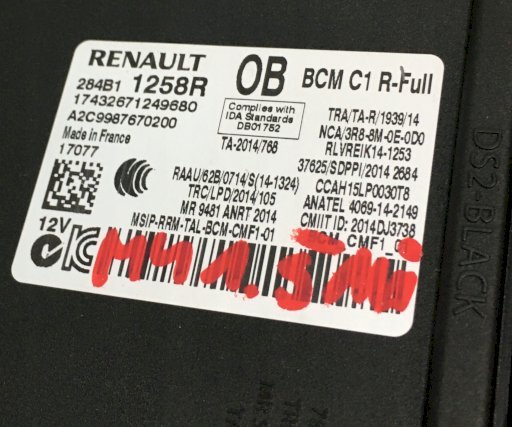 RENAULT
OB
BCM C1 R-Full
284B1 1258R
17432671249680
A2C9987670200
Made in France
17077
Complies with
IDA Standards
DB01752
TA-2014/768
TRA/TA-R/1939/14
NCA/3R8-8M-0E-0D0
RLVREIK14-1253
37625/SDPPI/2014 2684
CCAH15LP0030T8
ANATEL 4069-14-2149
CMIIT ID: 2014DJ3738
BCM_CMF1_0
RAAU/62B/0714/S(14-1324)
TRC/LPD/2014/105
MR 9481 ANRT 2014
MSIP-RRM-TAL-BCM-CMF1-01
12V
DS2-BLACK